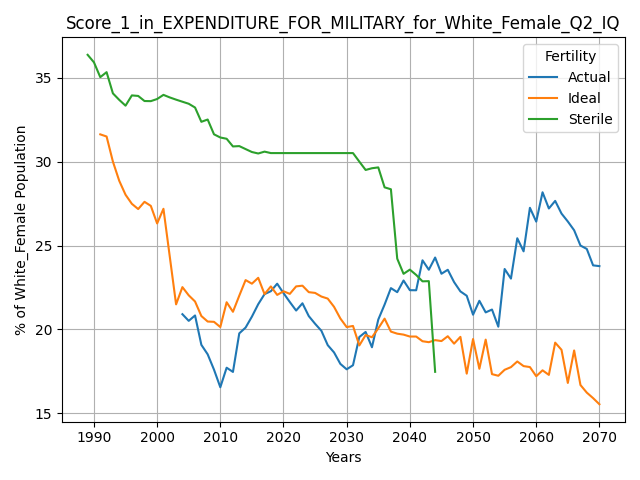 Score_1_in_EXPENDITURE_FOR_MILITARY_for_White_Female_Q2_IQ
Fertility
Actual
Ideal
Sterile
% of White_Female Population
35
30
25
20
15
1990 2000 2010 2020 2030 2040 2050 2060 2070
Years